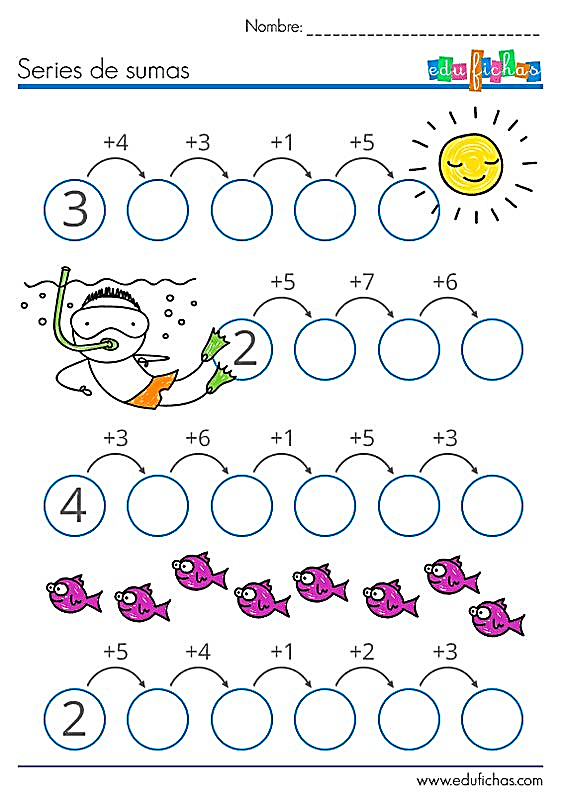 Nombre:___________________________
Series de sumas
edufichas
+4 +3 +1 +5
3
+5 +7 +6
2
+3 +6 +1 +5 +3
4
+5 +4 +1 +2 +3
2
www.edufichas.com